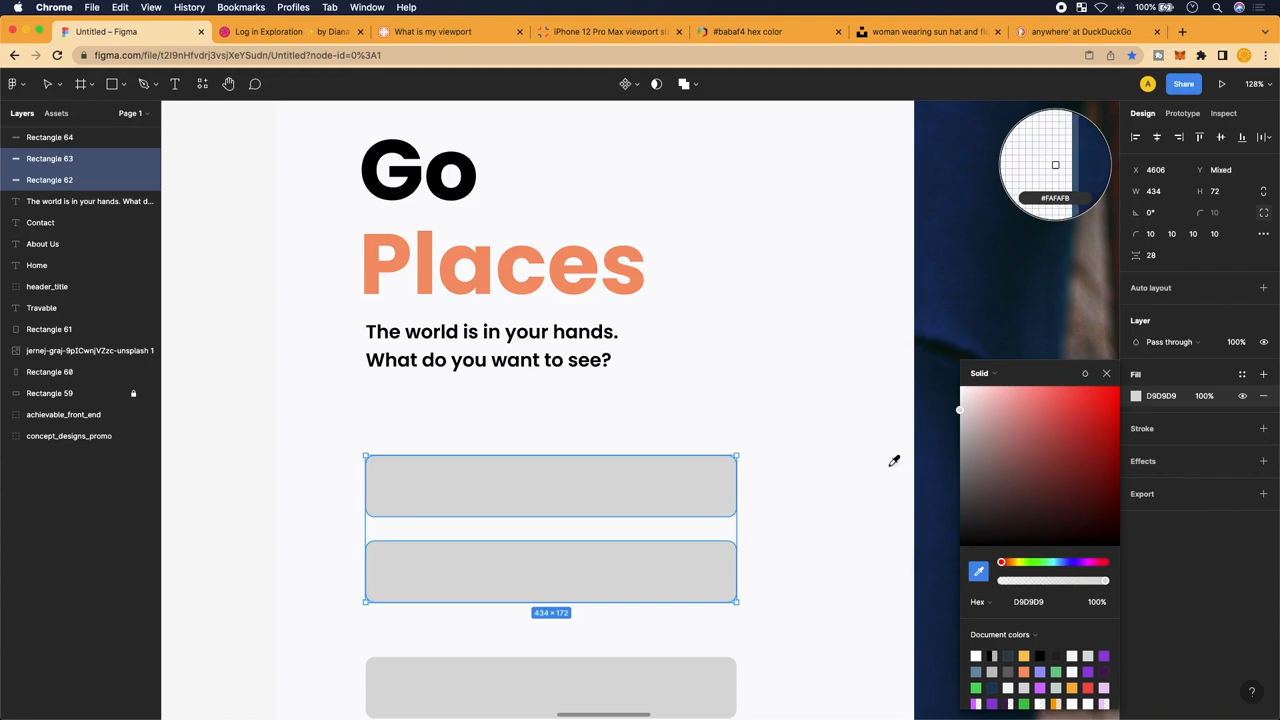 Chrome File Edit View History Bookmarks Profiles Tab Window Help 100%
Untitled – Figma
Log in Exploration
by Diana
What is my viewport
iPhone 12 Pro Max viewport si
#babaf4 hex color
woman wearing sun hat and fl
anywhere' at DuckDuckGo
figma.com/file/t2I9nHfvdrj3vsjXeYSudn/Untitled?node-id=0%3A1
A
Share
128%
Layers Assets Page 1
Design Prototype Inspect
Rectangle 64
Rectangle 63
Rectangle 62
The world is in your hands. What d...
Contact
About Us
Home
header_title
Travable
Rectangle 61
jernej-graj-9pICwnjVZzc-unsplash 1
Rectangle 60
Rectangle 59
achievable_front_end
concept_designs_promo
Go
Places
The world is in your hands.
What do you want to see?
434 × 172
#FAFAFB
X 4606 Y Mixed
W 434 H 72
0° 10
10 10 10 10
28
Auto layout
Layer
Pass through 100%
Fill
D9D9D9 100%
Stroke
Effects
Export
Solid
Hex D9D9D9 100%
Document colors
?